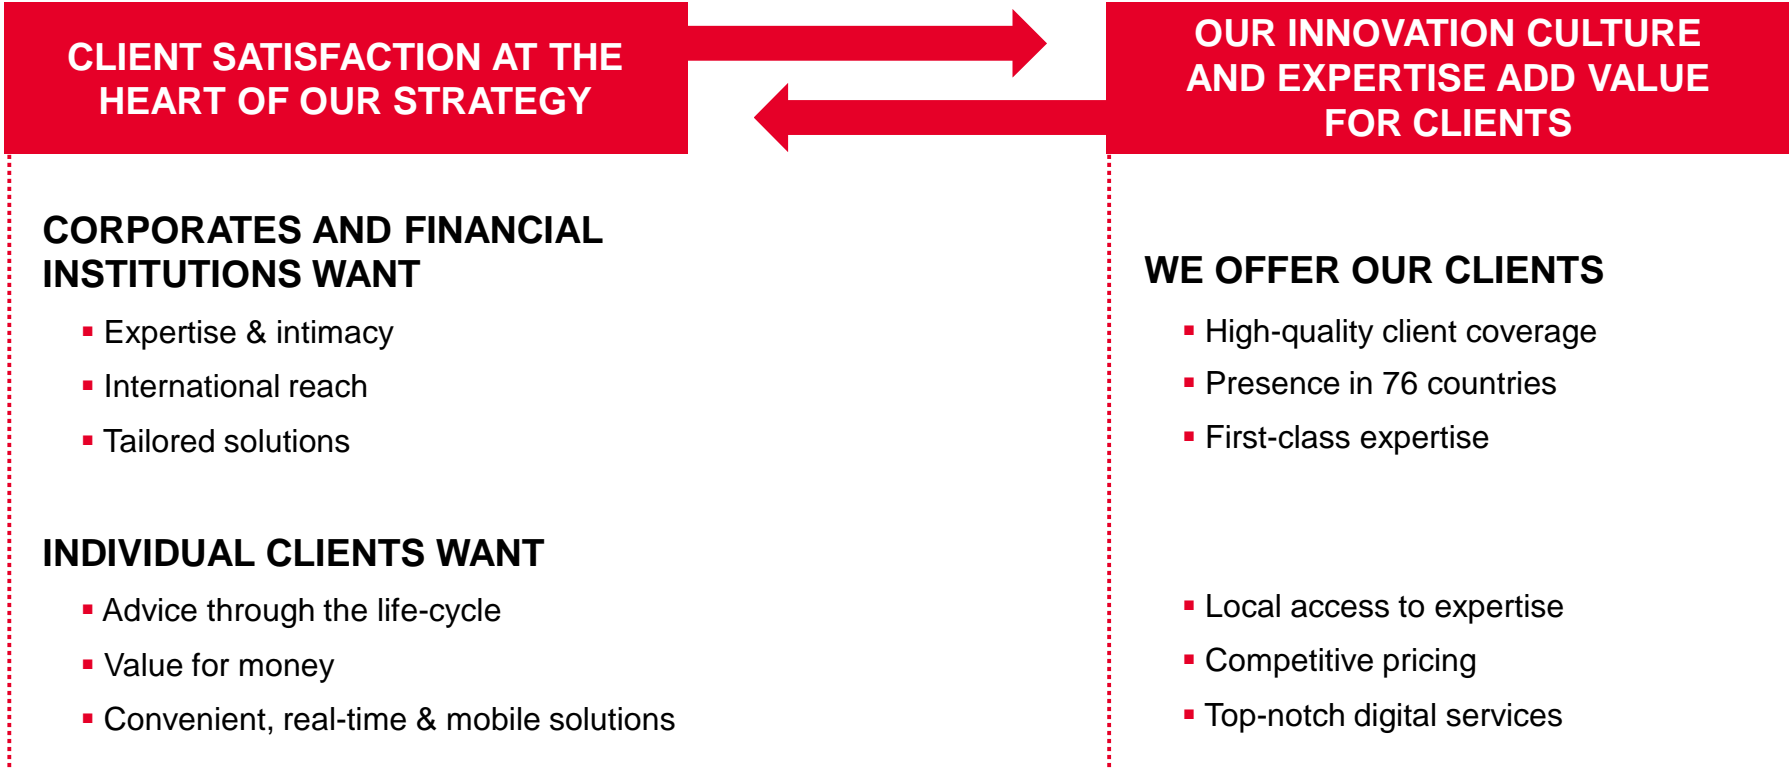 CLIENT SATISFACTION AT THE
HEART OF OUR STRATEGY
OUR INNOVATION CULTURE
AND EXPERTISE ADD VALUE
FOR CLIENTS
CORPORATES AND FINANCIAL
INSTITUTIONS WANT
▪ Expertise & intimacy
▪ International reach
▪ Tailored solutions
INDIVIDUAL CLIENTS WANT
▪ Advice through the life-cycle
▪ Value for money
▪ Convenient, real-time & mobile solutions
WE OFFER OUR CLIENTS
▪ High-quality client coverage
▪ Presence in 76 countries
▪ First-class expertise
▪ Local access to expertise
▪ Competitive pricing
▪ Top-notch digital services